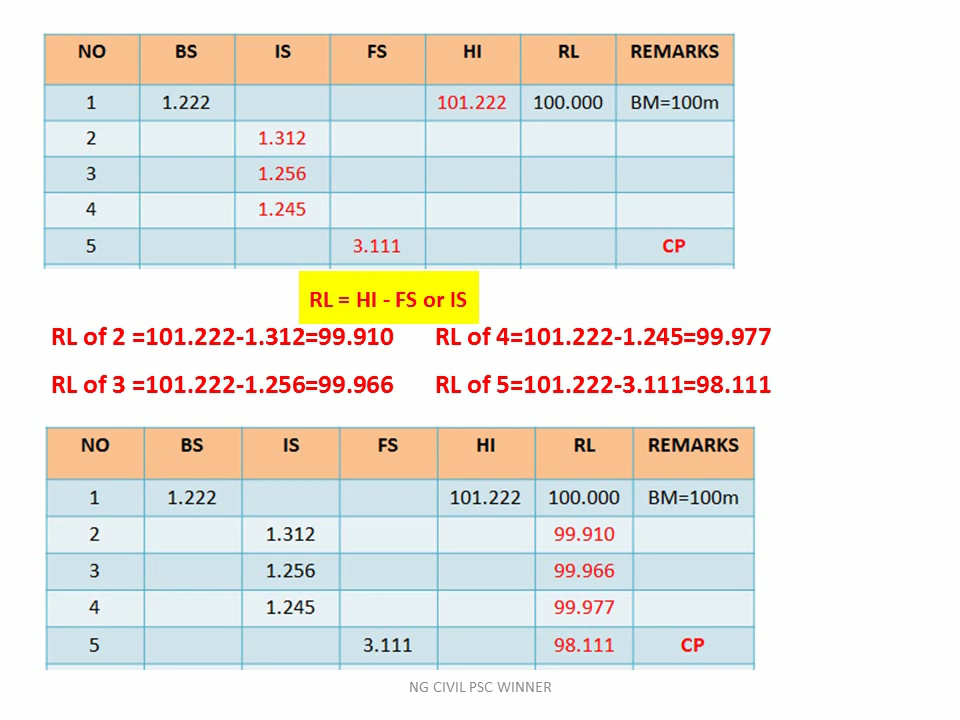 NO BS IS FS HI RL REMARKS
1 1.222 101.222 100.000 BM=100m
2 1.312
3 1.256
4 1.245
5 3.111 CP
RL = HI - FS or IS
RL of 2 =101.222-1.312=99.910 RL of 4=101.222-1.245=99.977
RL of 3 =101.222-1.256=99.966 RL of 5=101.222-3.111=98.111
NO BS IS FS HI RL REMARKS
1 1.222 101.222 100.000 BM=100m
2 1.312 99.910
3 1.256 99.966
4 1.245 99.977
5 3.111 98.111 CP
NG CIVIL PSC WINNER